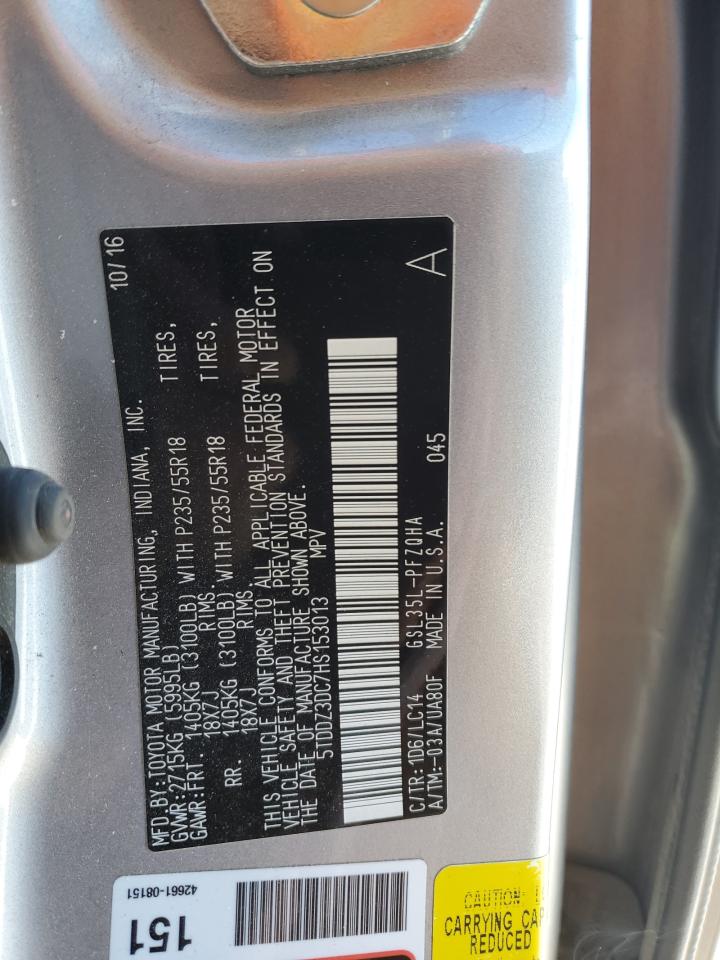 MFD.BY:TOYOTA MOTOR MANUFACTURING, INDIANA, INC. 10/16
GVWR:2715KG (5995LB)
GAWR:FRT 1405KG (3100LB) WITH P235/55R18 TIRES,
18X7J RIMS.
RR. 1405KG (3100LB) WITH P235/55R18 TIRES,
18X7J RIMS.
THIS VEHICLE CONFORMS TO ALL APPLICABLE FEDERAL MOTOR
VEHICLE SAFETY AND THEFT PREVENTION STANDARDS IN EFFECT ON
THE DATE OF MANUFACTURE SHOWN ABOVE.
5TDDZ3DC7HS153013 MPV
C/TR:1D6/LC14 GSL35L-PFZQHA
A/TM:-03A/UA80F MADE IN U.S.A. 045 A
42661-08151
151
CAUTION:
CARRYING
REDUCED